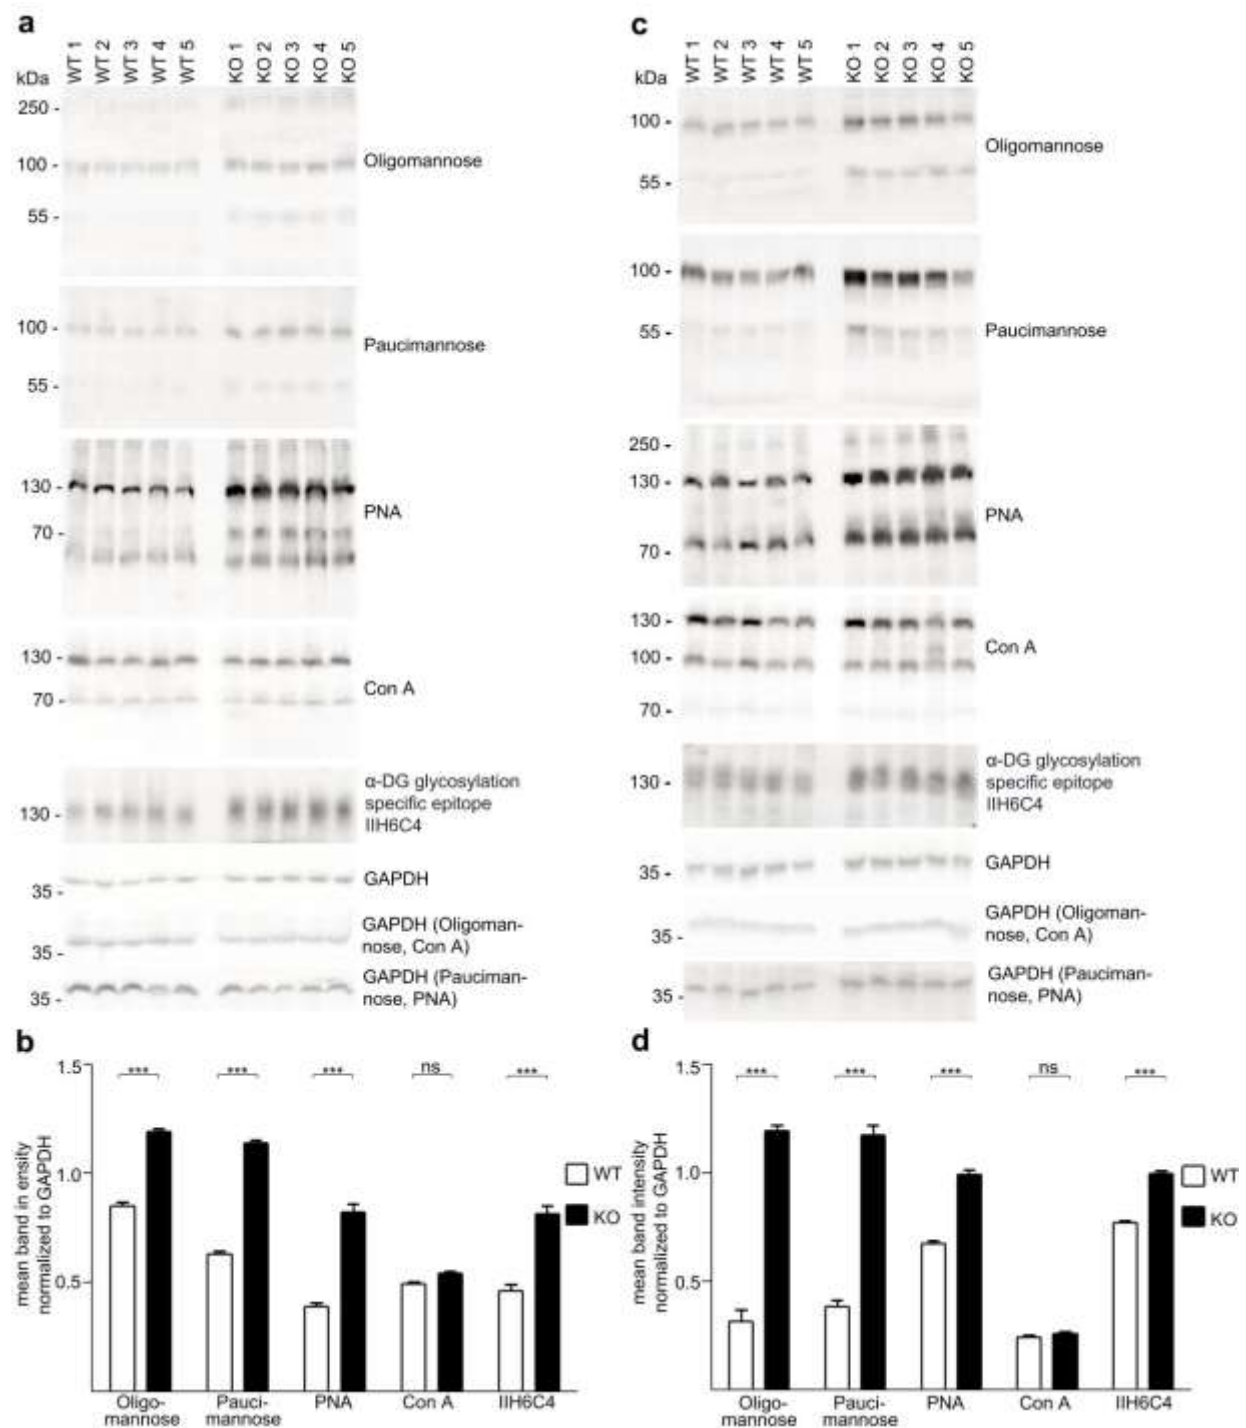 a
kDa
WT 1
WT 2
WT 3
WT 4
WT 5
KO 1
KO 2
KO 3
KO 4
KO 5
250 -
100 -
55 -
Oligomannose
100 -
55 -
Paucimannose
130 -
70 -
PNA
130 -
70 -
Con A
130 -
α-DG glycosylation
specific epitope
IIH6C4
35 -
GAPDH
35 -
GAPDH (Oligoman-
nose, Con A)
35 -
GAPDH (Pauciman-
nose, PNA)
b
mean band in ensity
normalized to GAPDH
1.5
1.0
0.5
***
***
***
ns
***
WT
KO
Oligo-
mannose
Pauci-
mannose
PNA
Con A
IIH6C4
c
kDa
WT 1
WT 2
WT 3
WT 4
WT 5
KO 1
KO 2
KO 3
KO 4
KO 5
100 -
55 -
Oligomannose
100 -
55 -
Paucimannose
250 -
130 -
70 -
PNA
130 -
100 -
70 -
Con A
130 -
α-DG glycosylation
specific epitope
IIH6C4
35 -
GAPDH
35 -
GAPDH (Oligoman-
nose, Con A)
35 -
GAPDH (Pauciman-
nose, PNA)
d
mean band intensity
normalized to GAPDH
1.5
1.0
0.5
***
***
***
ns
***
WT
KO
Oligo-
mannose
Pauci-
mannose
PNA
Con A
IIH6C4